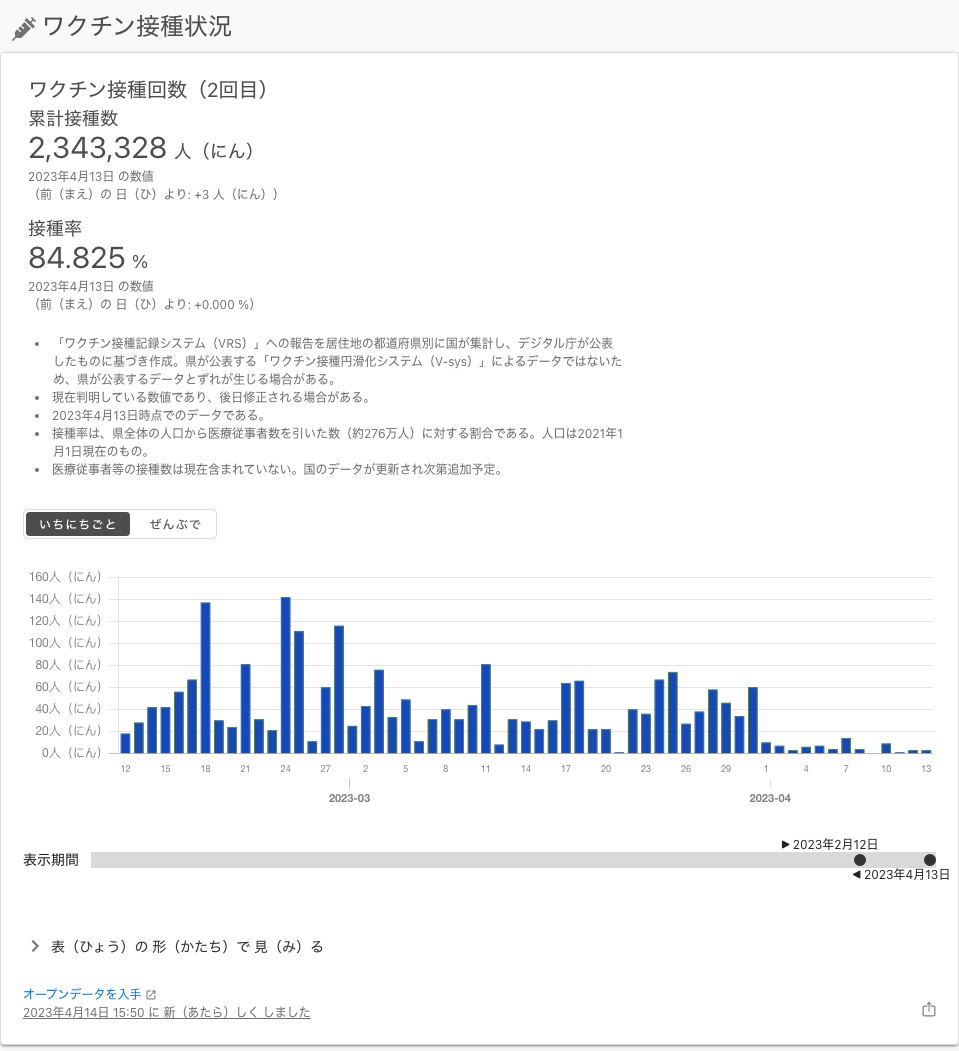 ワクチン接種状況
ワクチン接種回数（2回目）
累計接種数
2,343,328 人（にん）
2023年4月13日 の数値
（前（まえ）の 日（ひ）より: +3 人（にん））
接種率
84.825 %
2023年4月13日 の数値
（前（まえ）の 日（ひ）より: +0.000 %）
• 「ワクチン接種記録システム（VRS）」への報告を居住地の都道府県別に国が集計し、デジタル庁が公表
したものに基づき作成。県が公表する「ワクチン接種円滑化システム（V-sys）」によるデータではないた
め、県が公表するデータとずれが生じる場合がある。
• 現在判明している数値であり、後日修正される場合がある。
• 2023年4月13日時点でのデータである。
• 接種率は、県全体の人口から医療従事者数を引いた数（約276万人）に対する割合である。人口は2021年1
月1日現在のもの。
• 医療従事者等の接種数は現在含まれていない。国のデータが更新され次第追加予定。
いちにちごと ぜんぶで
160人（にん）
140人（にん）
120人（にん）
100人（にん）
80人（にん）
60人（にん）
40人（にん）
20人（にん）
0人（にん）
12 15 18 21 24 27 2 5 8 11 14 17 20 23 26 29 1 4 7 10 13
2023-03 2023-04
▶ 2023年2月12日
表示期間
◀ 2023年4月13日
表（ひょう）の 形（かたち）で 見（み）る
オープンデータを入手
2023年4月14日 15:50 に 新（あたら）しく しました